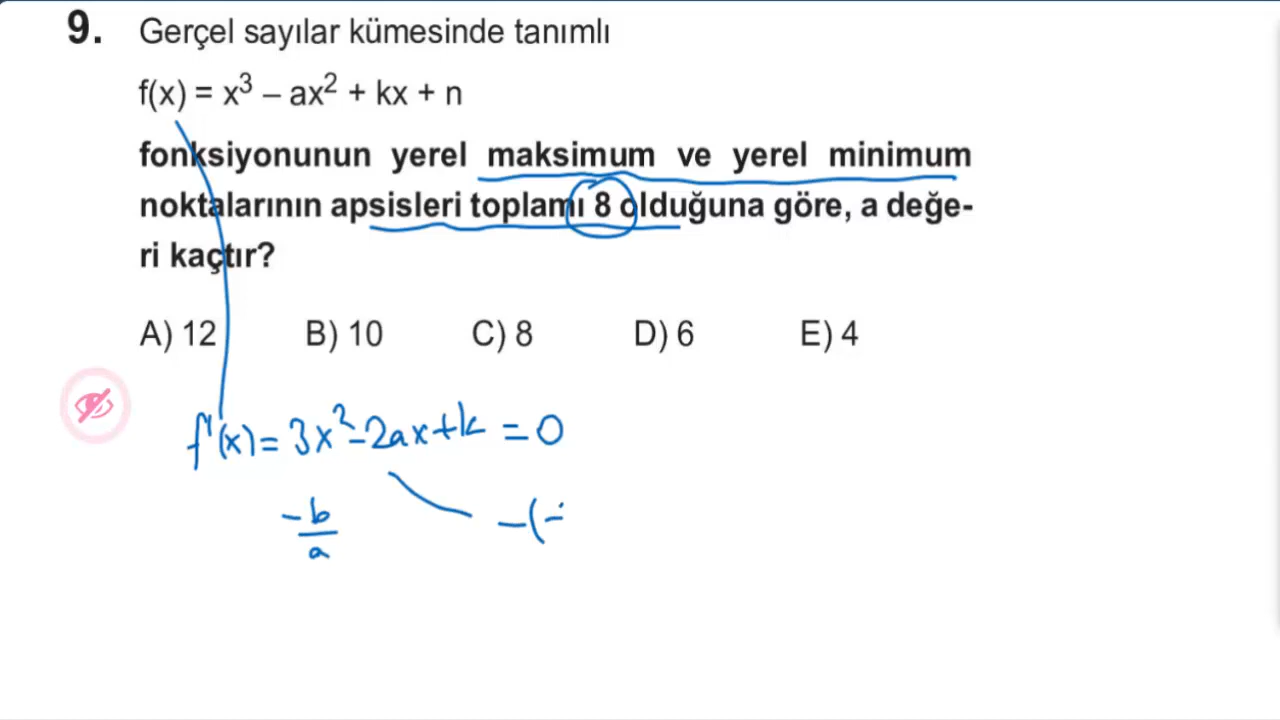 9. Gerçel sayılar kümesinde tanımlı
f(x) = x³ – ax² + kx + n
fonksiyonunun yerel maksimum ve yerel minimum
noktalarının apsisleri toplamı 8 olduğuna göre, a değe-
ri kaçtır?
A) 12 B) 10 C) 8 D) 6 E) 4
f'(x) = 3x² - 2ax + k = 0
-b/a -(-